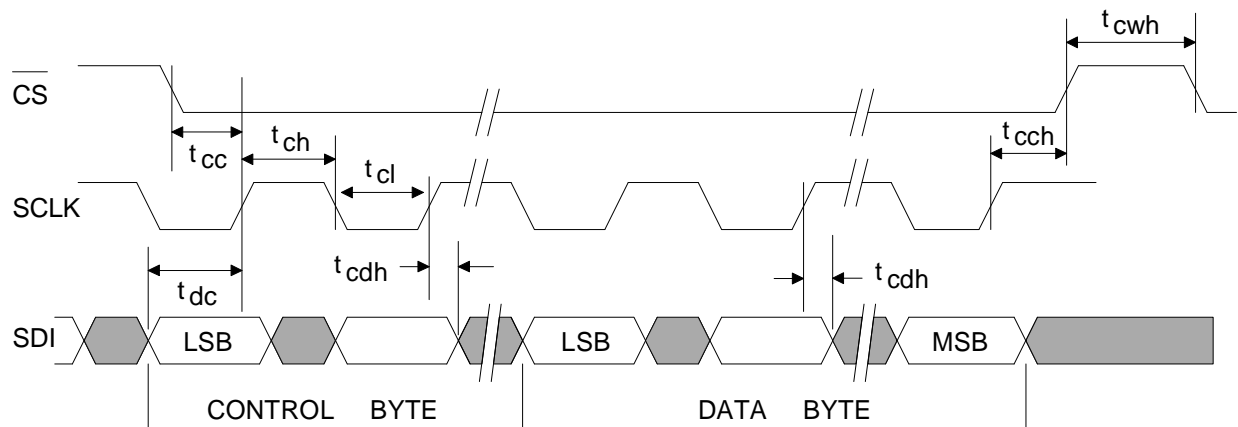 t cwh
CS
t cc
t ch
t cl
t cch
SCLK
t dc
t cdh
t cdh
SDI
LSB
LSB
MSB
CONTROL BYTE
DATA BYTE